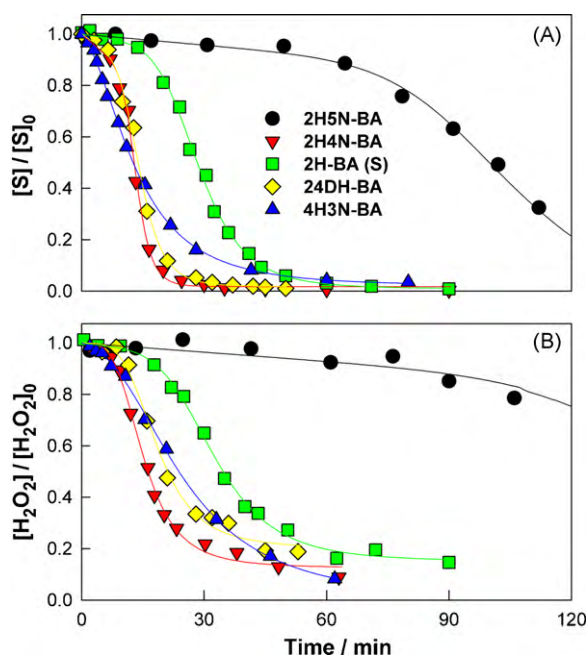 (A)
[S] / [S]₀
1.0
0.8
0.6
0.4
0.2
0.0
2H5N-BA
2H4N-BA
2H-BA (S)
24DH-BA
4H3N-BA
(B)
[H₂O₂] / [H₂O₂]₀
1.0
0.8
0.6
0.4
0.2
0.0
0 30 60 90 120
Time / min